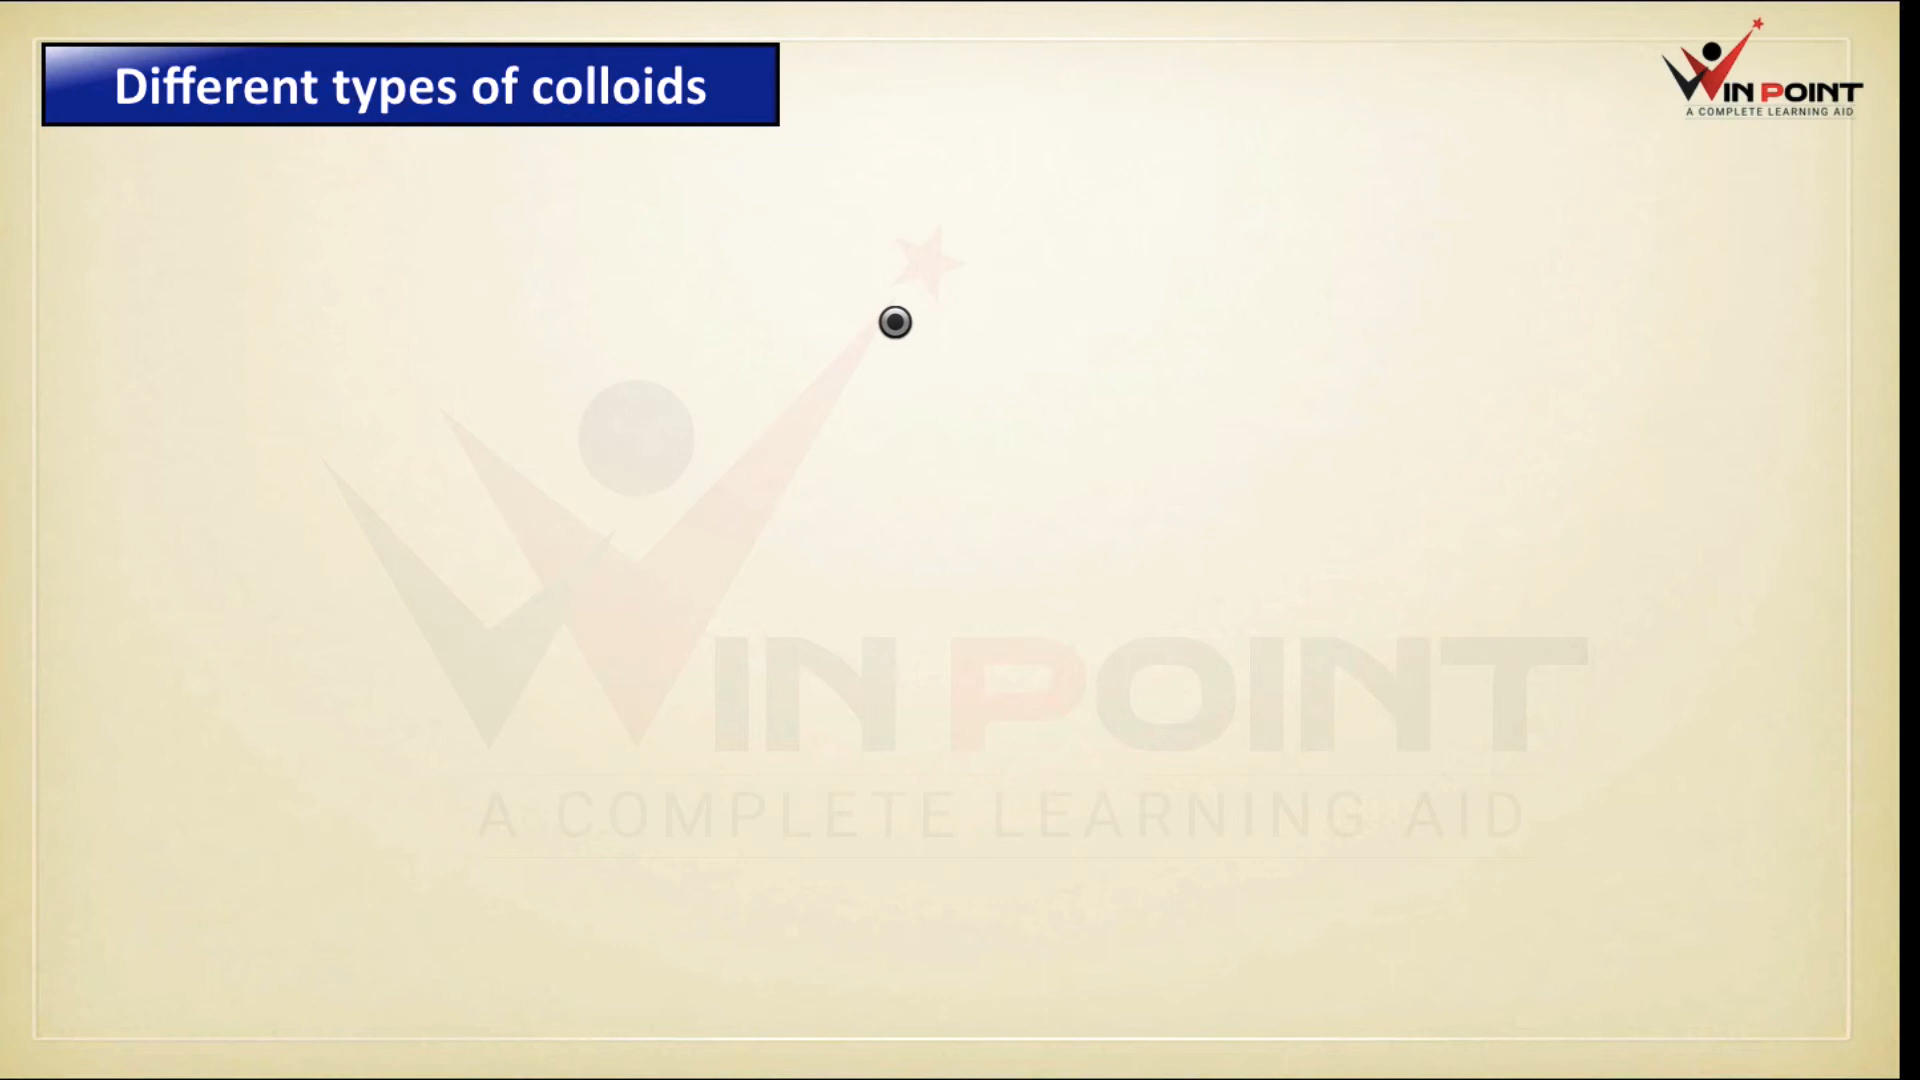 Different types of colloids
WIN POINT
A COMPLETE LEARNING AID
WIN POINT
A COMPLETE LEARNING AID